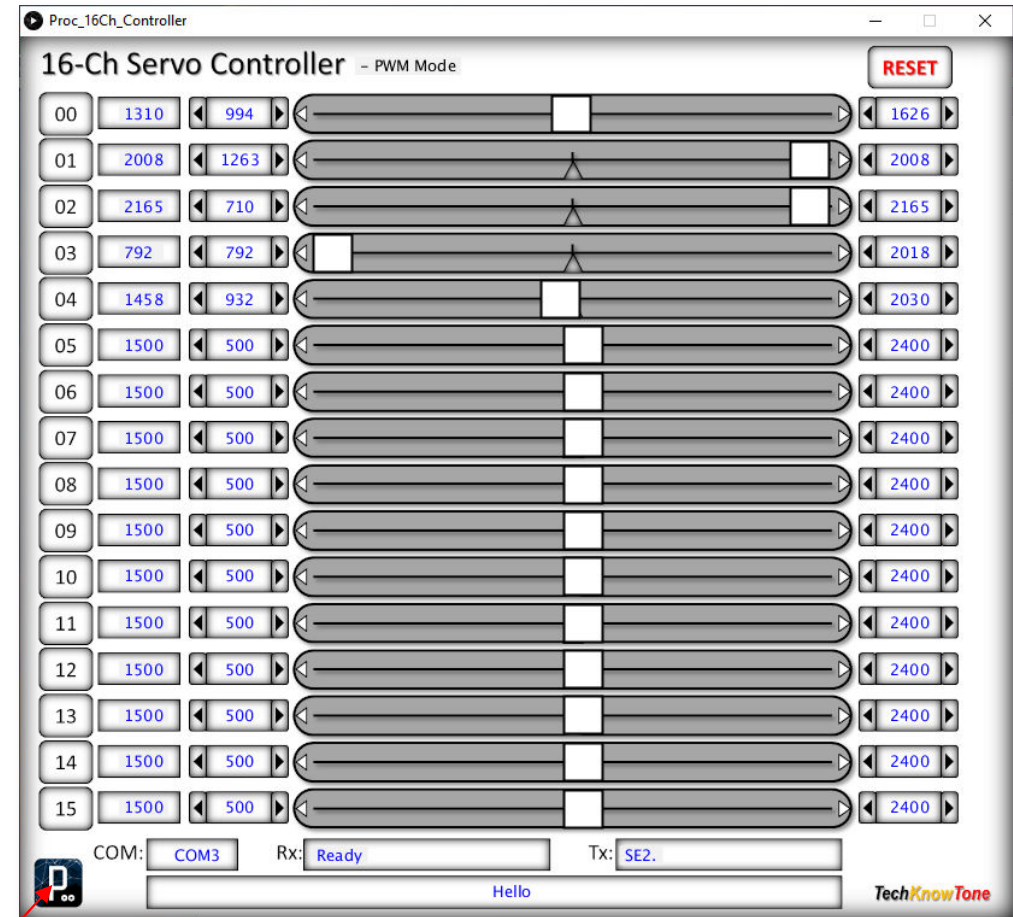 Proc_16Ch_Controller
16-Ch Servo Controller - PWM Mode RESET
00 1310 994 1626
01 2008 1263 2008
02 2165 710 2165
03 792 792 2018
04 1458 932 2030
05 1500 500 2400
06 1500 500 2400
07 1500 500 2400
08 1500 500 2400
09 1500 500 2400
10 1500 500 2400
11 1500 500 2400
12 1500 500 2400
13 1500 500 2400
14 1500 500 2400
15 1500 500 2400
COM: COM3 Rx: Ready Tx: SE2.
P
Hello
TechKnowTone